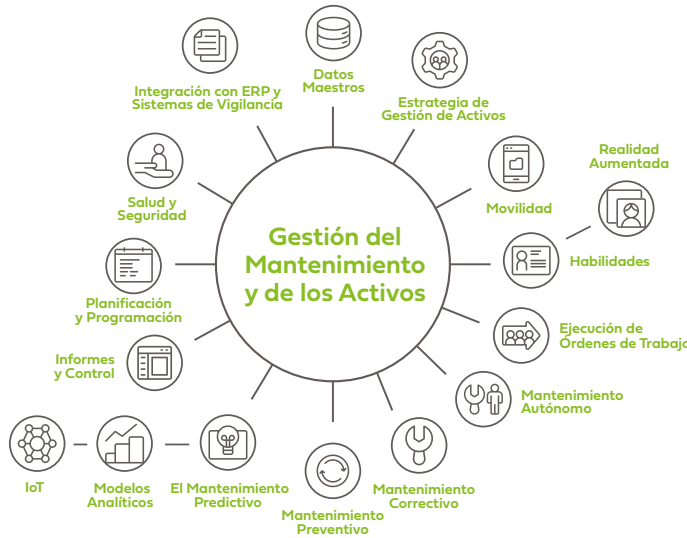 Integración con ERP y
Sistemas de Vigilancia
Datos
Maestros
Estrategia de
Gestión de Activos
Realidad
Aumentada
Salud y
Seguridad
Movilidad
Gestión del
Mantenimiento
y de los Activos
Habilidades
Planificación
y Programación
Ejecución de
Órdenes de Trabajo
Informes
y Control
Mantenimiento
Autónomo
IoT
Modelos
Analíticos
El Mantenimiento
Predictivo
Mantenimiento
Preventivo
Mantenimiento
Correctivo